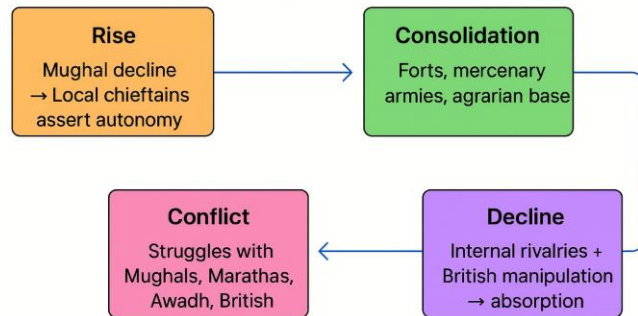 Rise
Mughal decline
→ Local chieftains
assert autonomy
Consolidation
Forts, mercenary
armies, agrarian base
Conflict
Struggles with
Mughals, Marathas,
Awadh, British
Decline
Internal rivalries +
British manipulation
→ absorption